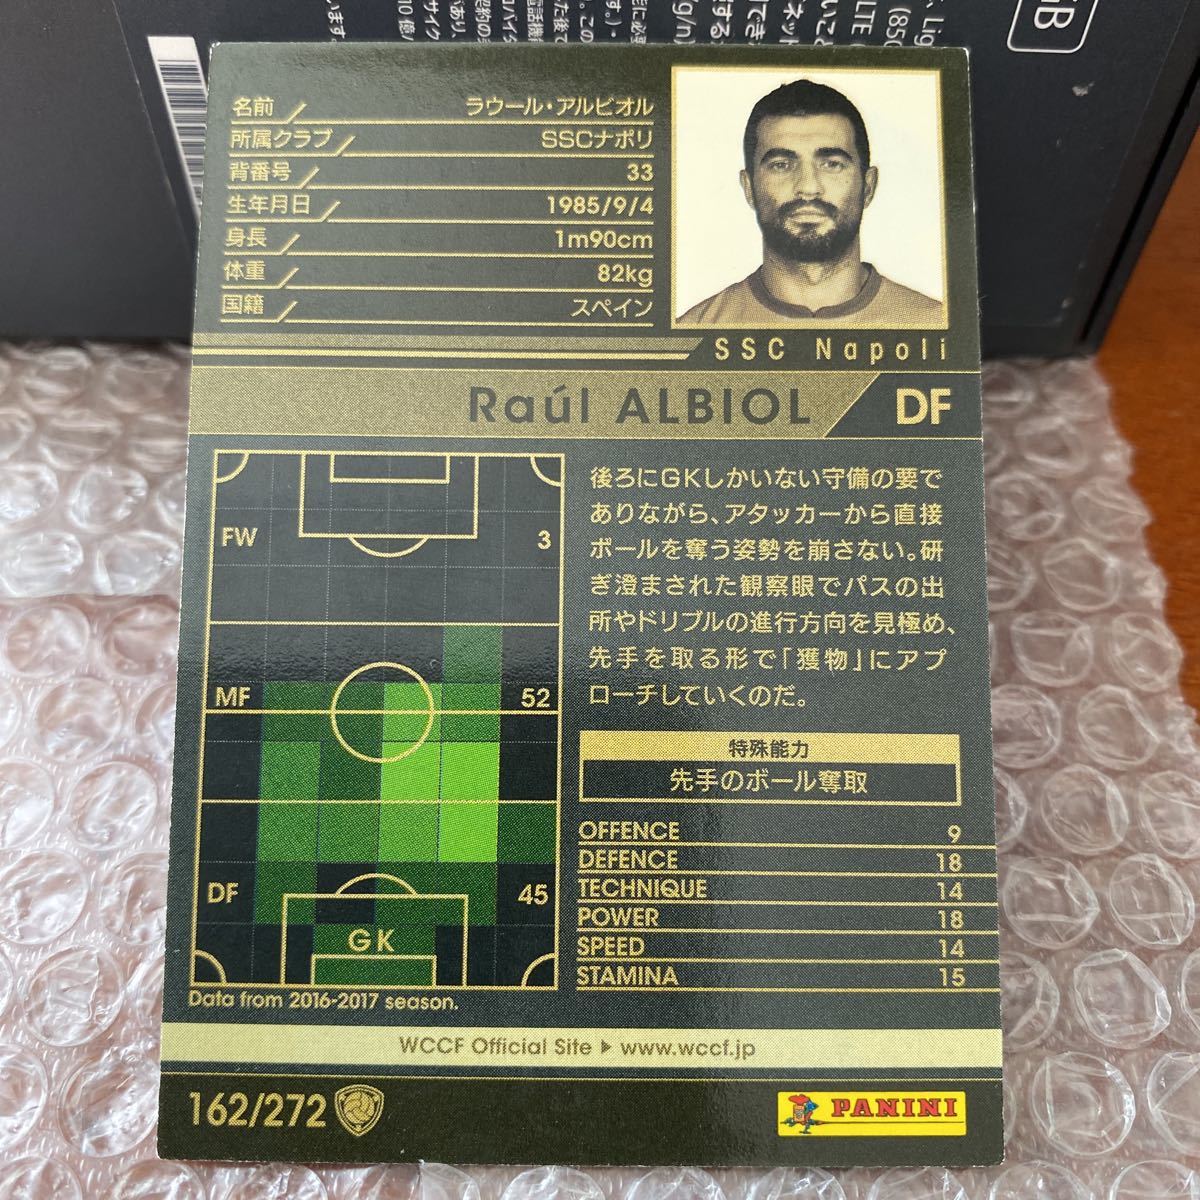 名前 ラウール・アルビオル
所属クラブ SSCナポリ
背番号 33
生年月日 1985/9/4
身長 1m90cm
体重 82kg
国籍 スペイン
SSC Napoli
Raúl ALBIOL DF
FW 3
MF 52
DF 45
GK
Data from 2016-2017 season.
後ろにGKしかいない守備の要で
ありながら、アタッカーから直接
ボールを奪う姿勢を崩さない。研
ぎ澄まされた観察眼でパスの出
所やドリブルの進行方向を見極め、
先手を取る形で「獲物」にアプ
ローチしていくのだ。
特殊能力
先手のボール奪取
OFFENCE 9
DEFENCE 18
TECHNIQUE 14
POWER 18
SPEED 14
STAMINA 15
WCCF Official Site ▶ www.wccf.jp
162/272
PANINI